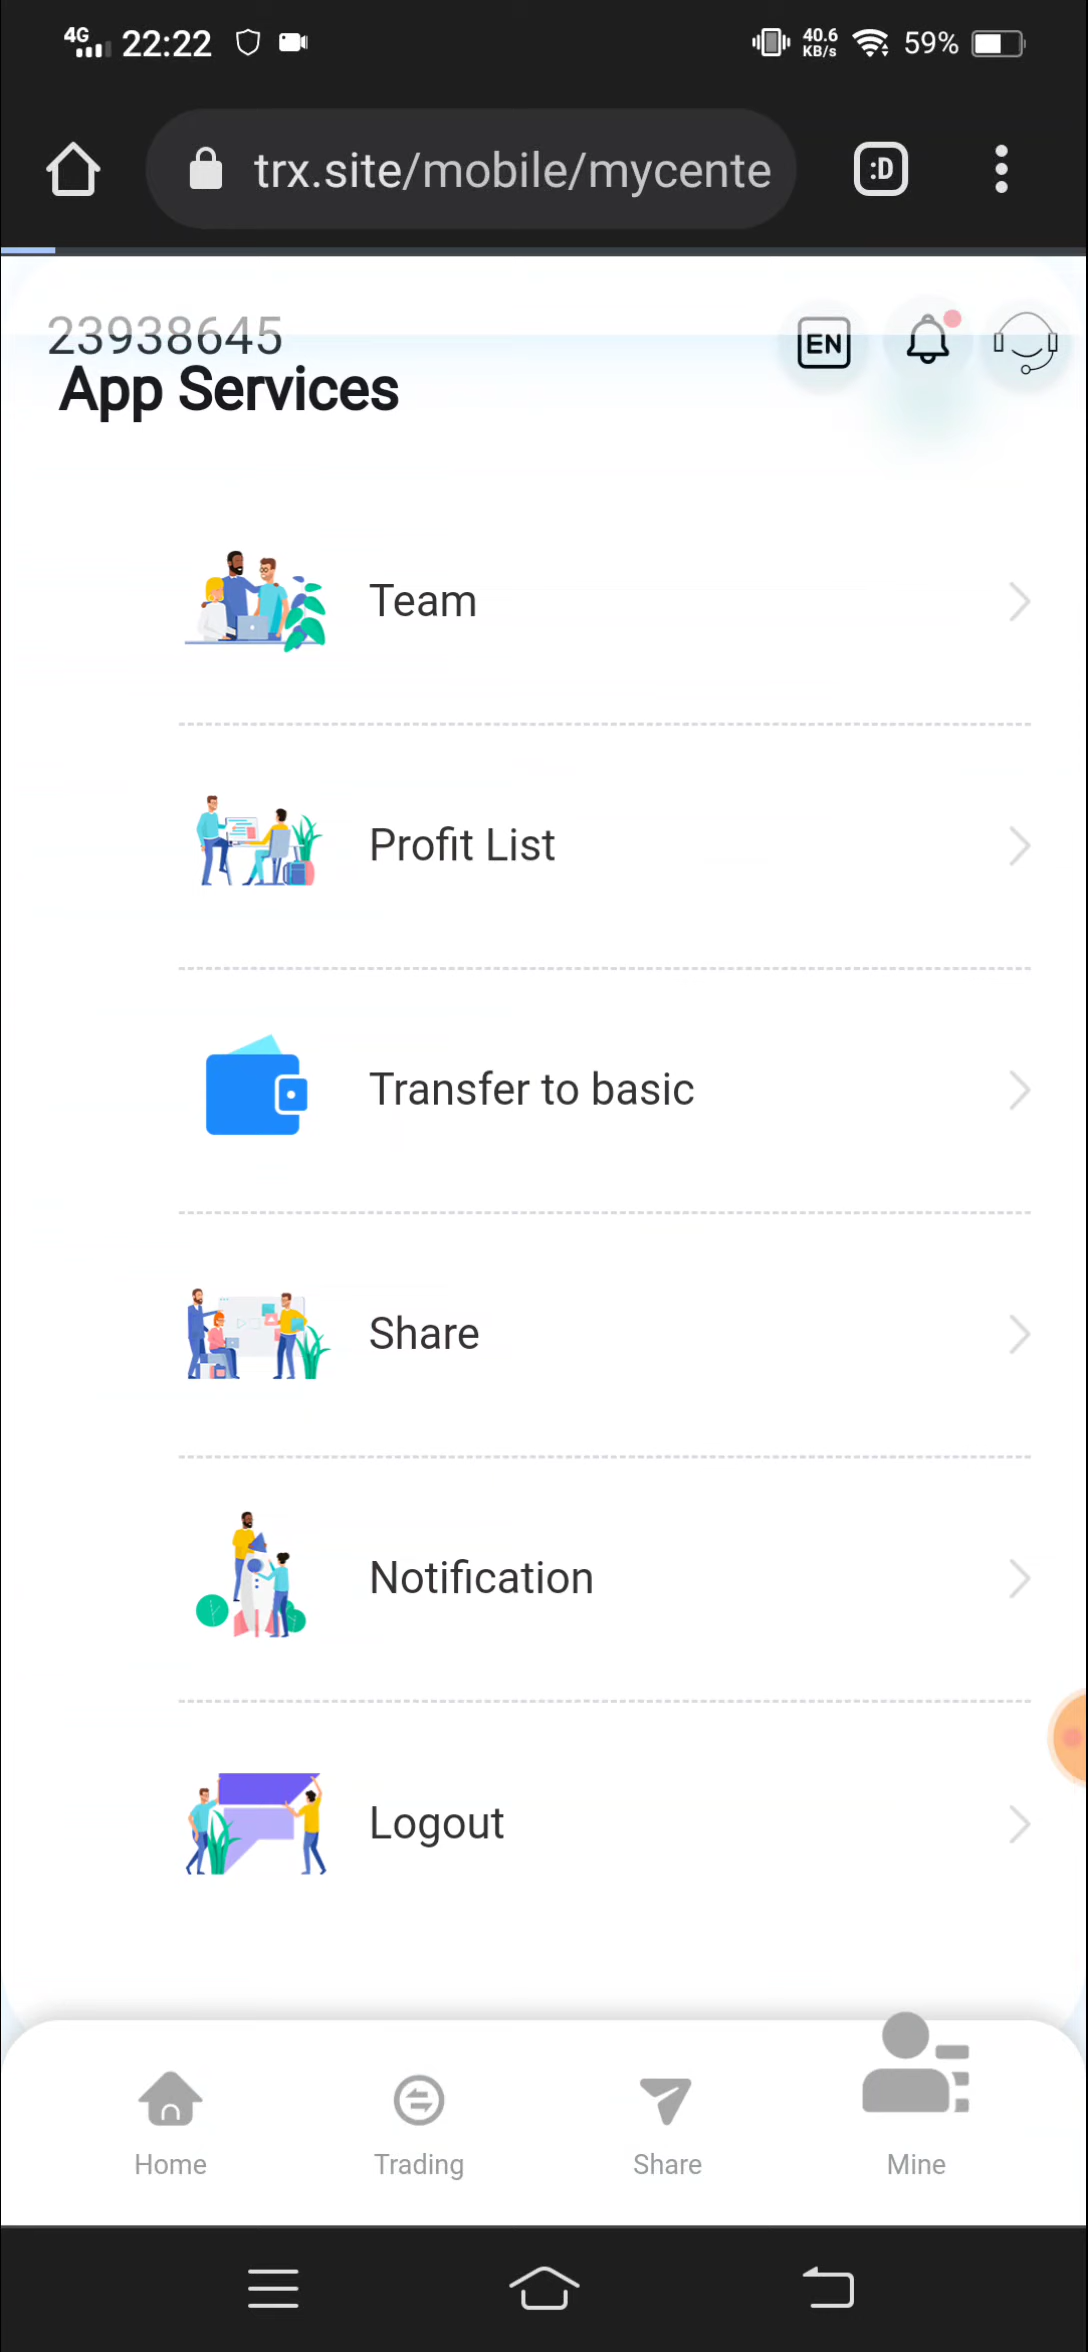 4G 22:22 40.6 KB/s 59%
trx.site/mobile/mycente :D
23938645 EN
App Services
Team
Profit List
Transfer to basic
Share
Notification
Logout
Home Trading Share Mine